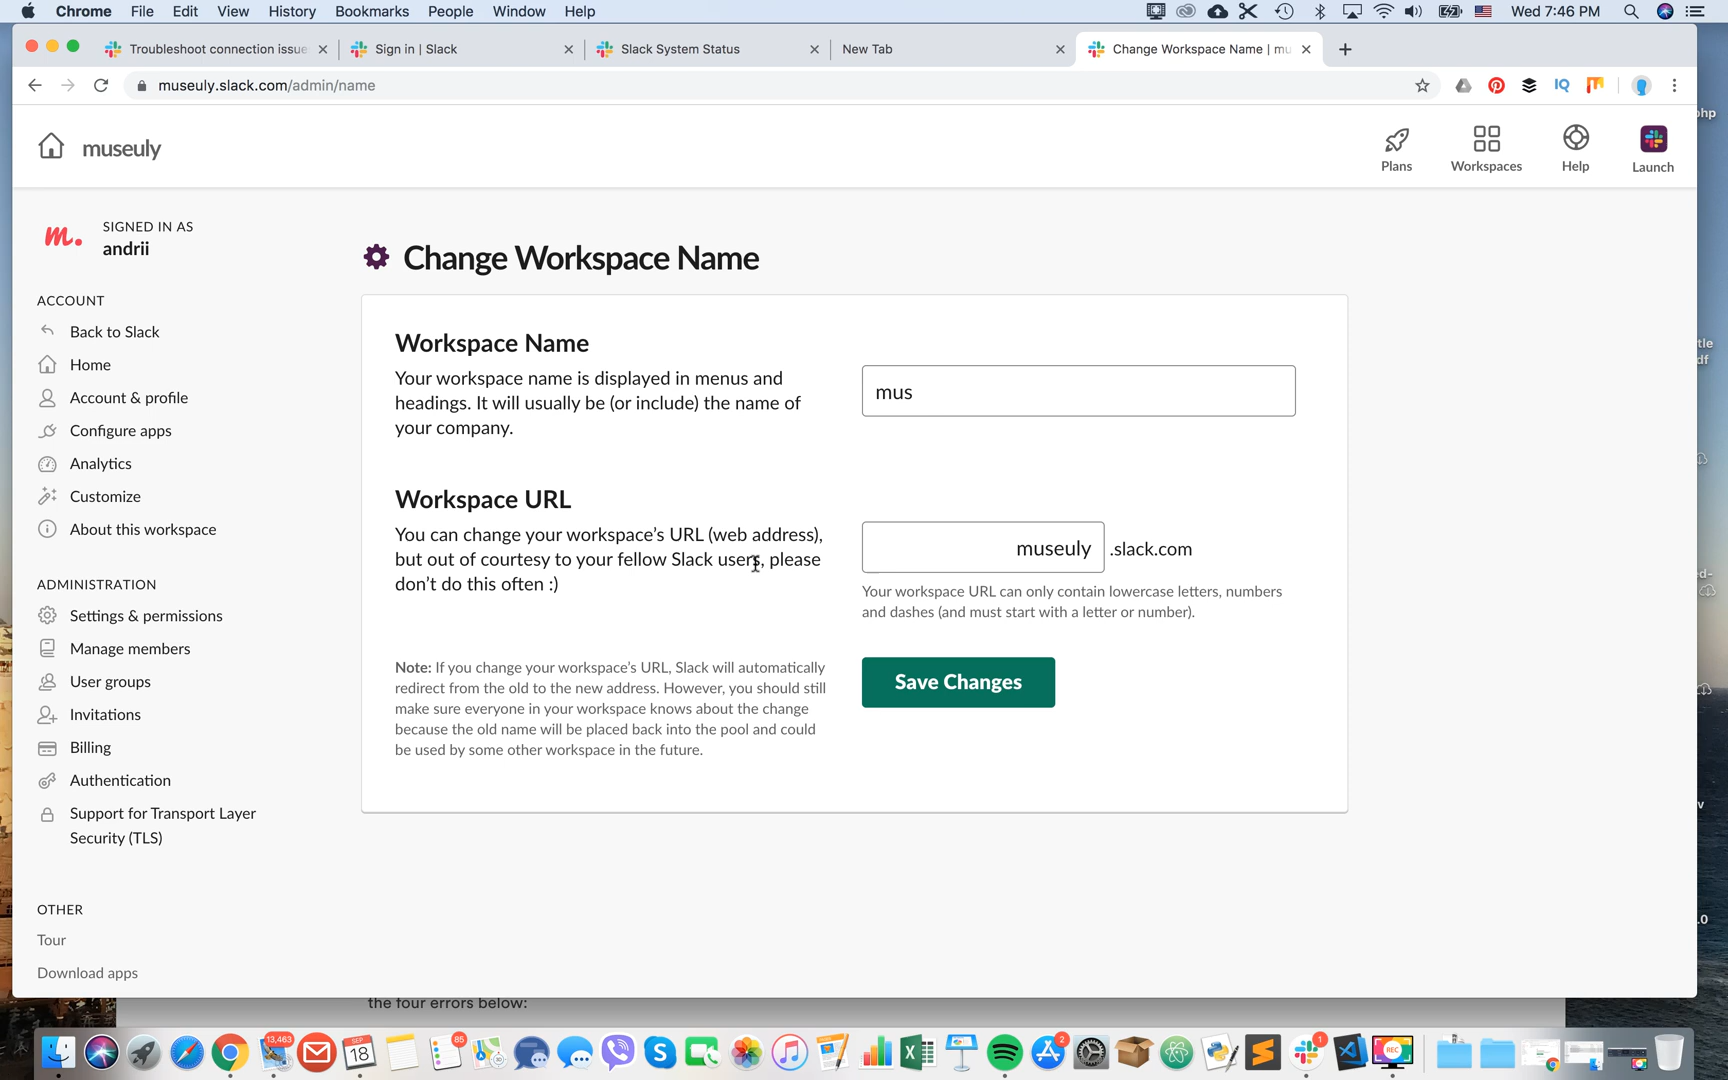 Chrome File Edit View History Bookmarks People Window Help Wed 7:46 PM
Troubleshoot connection issue Sign in | Slack Slack System Status New Tab Change Workspace Name | mu
museuly.slack.com/admin/name
IQ
museuly
Plans Workspaces Help Launch
m. SIGNED IN AS
andrii
ACCOUNT
Back to Slack
Home
Account & profile
Configure apps
Analytics
Customize
About this workspace
ADMINISTRATION
Settings & permissions
Manage members
User groups
Invitations
Billing
Authentication
Support for Transport Layer
Security (TLS)
OTHER
Tour
Download apps
Change Workspace Name
Workspace Name
Your workspace name is displayed in menus and
headings. It will usually be (or include) the name of
your company.
mus
Workspace URL
You can change your workspace's URL (web address),
but out of courtesy to your fellow Slack users, please
don't do this often :)
museuly .slack.com
Your workspace URL can only contain lowercase letters, numbers
and dashes (and must start with a letter or number).
Note: If you change your workspace's URL, Slack will automatically
redirect from the old to the new address. However, you should still
make sure everyone in your workspace knows about the change
because the old name will be placed back into the pool and could
be used by some other workspace in the future.
Save Changes
the four errors below:
13,463
SEP
18
85
2
1
REC